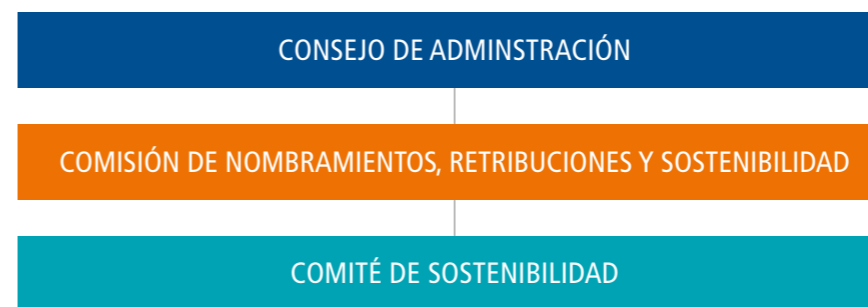 CONSEJO DE ADMINSTRACIÓN
COMISIÓN DE NOMBRAMIENTOS, RETRIBUCIONES Y SOSTENIBILIDAD
COMITÉ DE SOSTENIBILIDAD